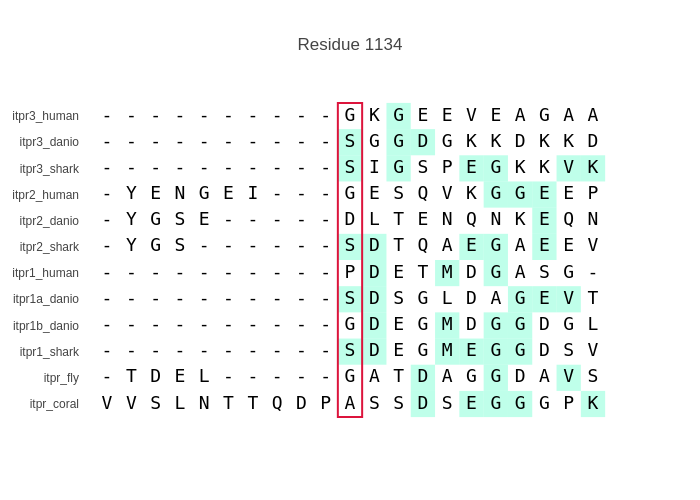 Residue 1134
itpr3_human - - - - - - - - - - G K G E E V E A G A A
itpr3_danio - - - - - - - - - - S G G D G K K D K K D
itpr3_shark - - - - - - - - - - S I G S P E G K K V K
itpr2_human - Y E N G E I - - - G E S Q V K G G E E P
itpr2_danio - Y G S E - - - - - D L T E N Q N K E Q N
itpr2_shark - Y G S - - - - - - S D T Q A E G A E E V
itpr1_human - - - - - - - - - - P D E T M D G A S G -
itpr1a_danio - - - - - - - - - - S D S G L D A G E V T
itpr1b_danio - - - - - - - - - - G D E G M D G G D G L
itpr1_shark - - - - - - - - - - S D E G M E G G D S V
itpr_fly - T D E L - - - - - G A T D A G G D A V S
itpr_coral V V S L N T T Q D P A S S D S E G G G P K